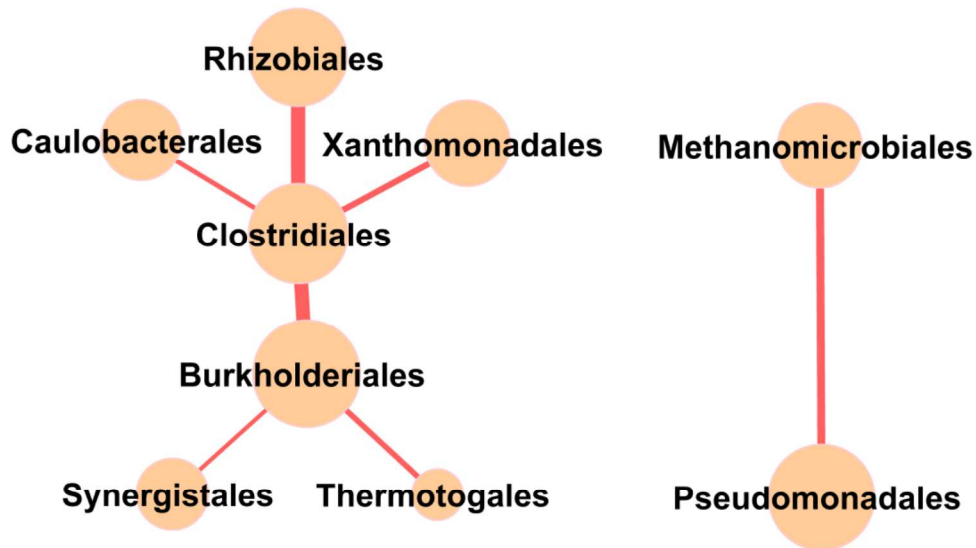 Rhizobiales
Caulobacterales
Xanthomonadales
Methanomicrobiales
Clostridiales
Burkholderiales
Synergistales
Thermotogales
Pseudomonadales